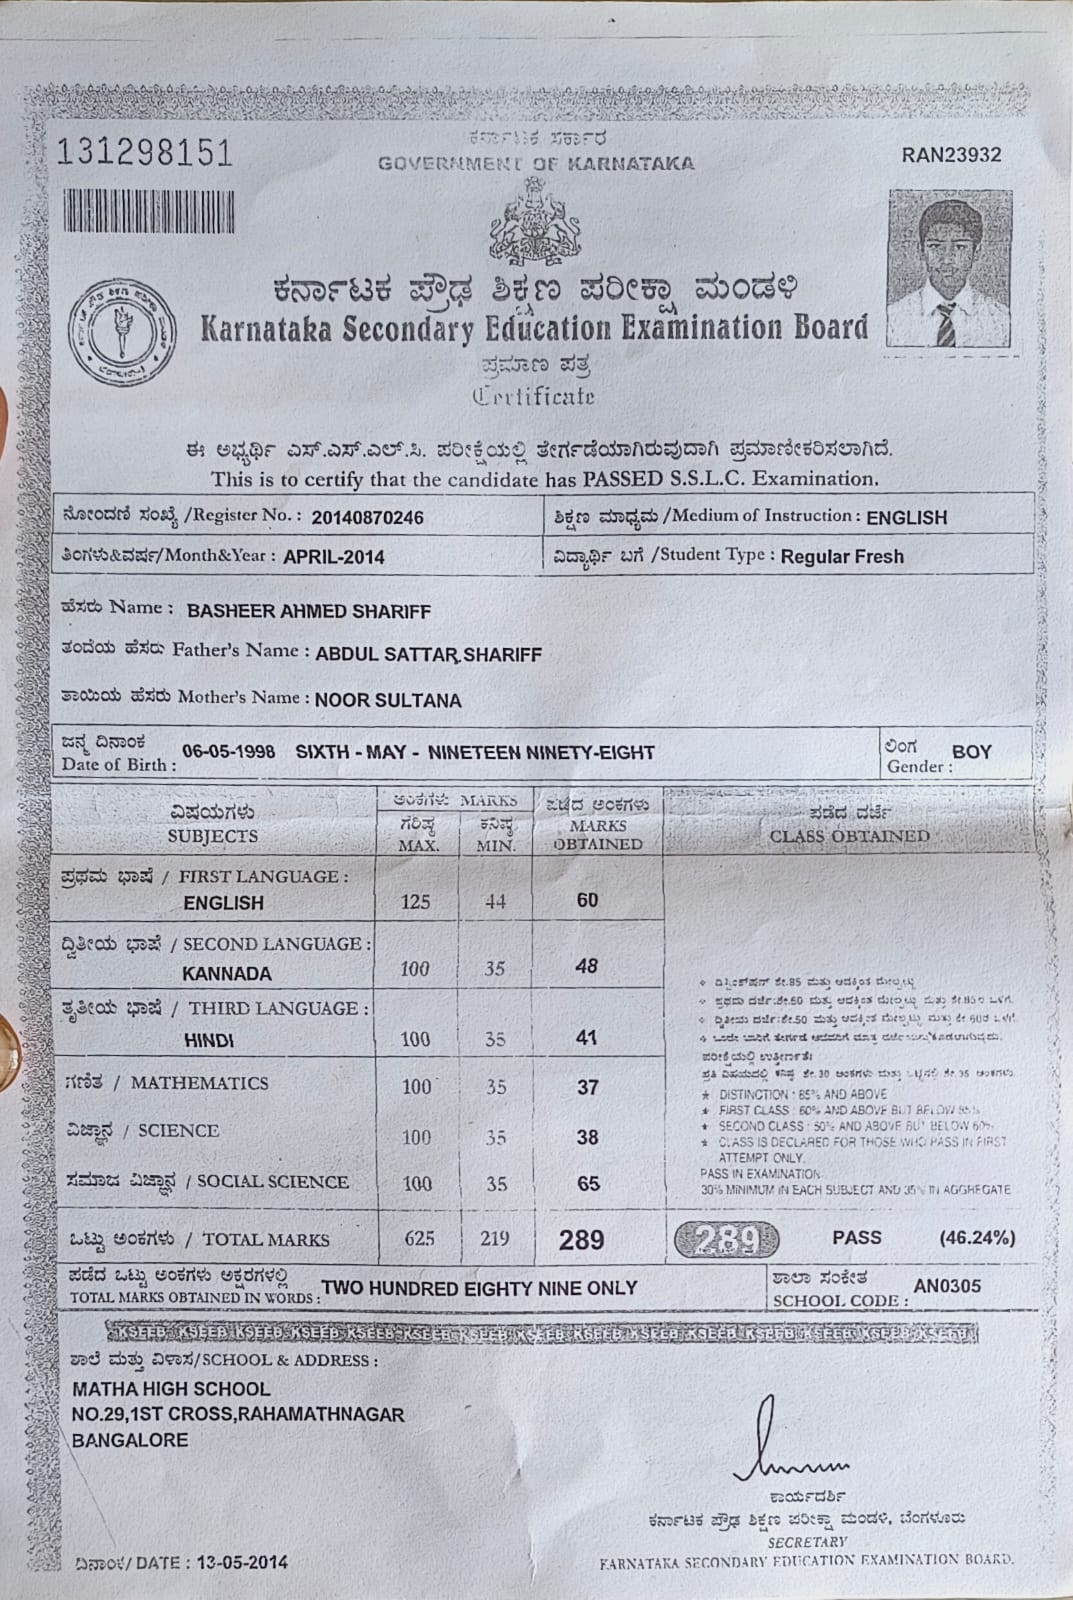 131298151
ಕರ್ನಾಟಕ ಸರ್ಕಾರ
GOVERNMENT OF KARNATAKA
RAN23932
ಕರ್ನಾಟಕ ಪ್ರೌಢ ಶಿಕ್ಷಣ ಪರೀಕ್ಷಾ ಮಂಡಳಿ
Karnataka Secondary Education Examination Board
ಪ್ರಮಾಣ ಪತ್ರ
Certificate
ಈ ಅಭ್ಯರ್ಥಿ ಎಸ್.ಎಸ್.ಎಲ್.ಸಿ. ಪರೀಕ್ಷೆಯಲ್ಲಿ ತೇರ್ಗಡೆಯಾಗಿರುವುದಾಗಿ ಪ್ರಮಾಣೀಕರಿಸಲಾಗಿದೆ.
This is to certify that the candidate has PASSED S.S.L.C. Examination.
ನೋಂದಣಿ ಸಂಖ್ಯೆ /Register No. : 20140870246 ಶಿಕ್ಷಣ ಮಾಧ್ಯಮ /Medium of Instruction : ENGLISH
ತಿಂಗಳು&ವರ್ಷ/Month&Year : APRIL-2014 ವಿದ್ಯಾರ್ಥಿ ಬಗೆ /Student Type : Regular Fresh
ಹೆಸರು Name : BASHEER AHMED SHARIFF
ತಂದೆಯ ಹೆಸರು Father's Name : ABDUL SATTAR SHARIFF
ತಾಯಿಯ ಹೆಸರು Mother's Name : NOOR SULTANA
ಜನ್ಮ ದಿನಾಂಕ
Date of Birth : 06-05-1998 SIXTH - MAY - NINETEEN NINETY-EIGHT
ಲಿಂಗ
Gender : BOY
ವಿಷಯಗಳು
SUBJECTS
ಅಂಕಗಳು MARKS
ಗರಿಷ್ಠ
MAX.
ಕನಿಷ್ಠ
MIN.
ಪಡೆದ ಅಂಕಗಳು
MARKS
OBTAINED
ಪಡೆದ ದರ್ಜೆ
CLASS OBTAINED
ಪ್ರಥಮ ಭಾಷೆ / FIRST LANGUAGE :
ENGLISH 125 44 60
ದ್ವಿತೀಯ ಭಾಷೆ / SECOND LANGUAGE :
KANNADA 100 35 48
ತೃತೀಯ ಭಾಷೆ / THIRD LANGUAGE :
HINDI 100 35 41
ಗಣಿತ / MATHEMATICS 100 35 37
ವಿಜ್ಞಾನ / SCIENCE 100 35 38
ಸಮಾಜ ವಿಜ್ಞಾನ / SOCIAL SCIENCE 100 35 65
★ DISTINCTION : 85% AND ABOVE
★ FIRST CLASS : 60% AND ABOVE BUT BELOW 85%
★ SECOND CLASS : 50% AND ABOVE BUT BELOW 60%
★ CLASS IS DECLARED FOR THOSE WHO PASS IN FIRST
ATTEMPT ONLY.
PASS IN EXAMINATION
30% MINIMUM IN EACH SUBJECT AND 35% IN AGGREGATE
ಒಟ್ಟು ಅಂಕಗಳು / TOTAL MARKS 625 219 289 289 PASS (46.24%)
ಪಡೆದ ಒಟ್ಟು ಅಂಕಗಳು ಅಕ್ಷರಗಳಲ್ಲಿ
TOTAL MARKS OBTAINED IN WORDS : TWO HUNDRED EIGHTY NINE ONLY
ಶಾಲಾ ಸಂಕೇತ
SCHOOL CODE : AN0305
KSEEB KSEEB KSEEB KSEEB KSEEB KSEEB KSEEB KSEEB KSEEB KSEEB KSEEB KSEEB KSEEB KSEEB KSEEB
ಶಾಲೆ ಮತ್ತು ವಿಳಾಸ/SCHOOL & ADDRESS :
MATHA HIGH SCHOOL
NO.29,1ST CROSS,RAHAMATHNAGAR
BANGALORE
ಕಾರ್ಯದರ್ಶಿ
ಕರ್ನಾಟಕ ಪ್ರೌಢ ಶಿಕ್ಷಣ ಪರೀಕ್ಷಾ ಮಂಡಳಿ, ಬೆಂಗಳೂರು
SECRETARY
KARNATAKA SECONDARY EDUCATION EXAMINATION BOARD.
ದಿನಾಂಕ/ DATE : 13-05-2014